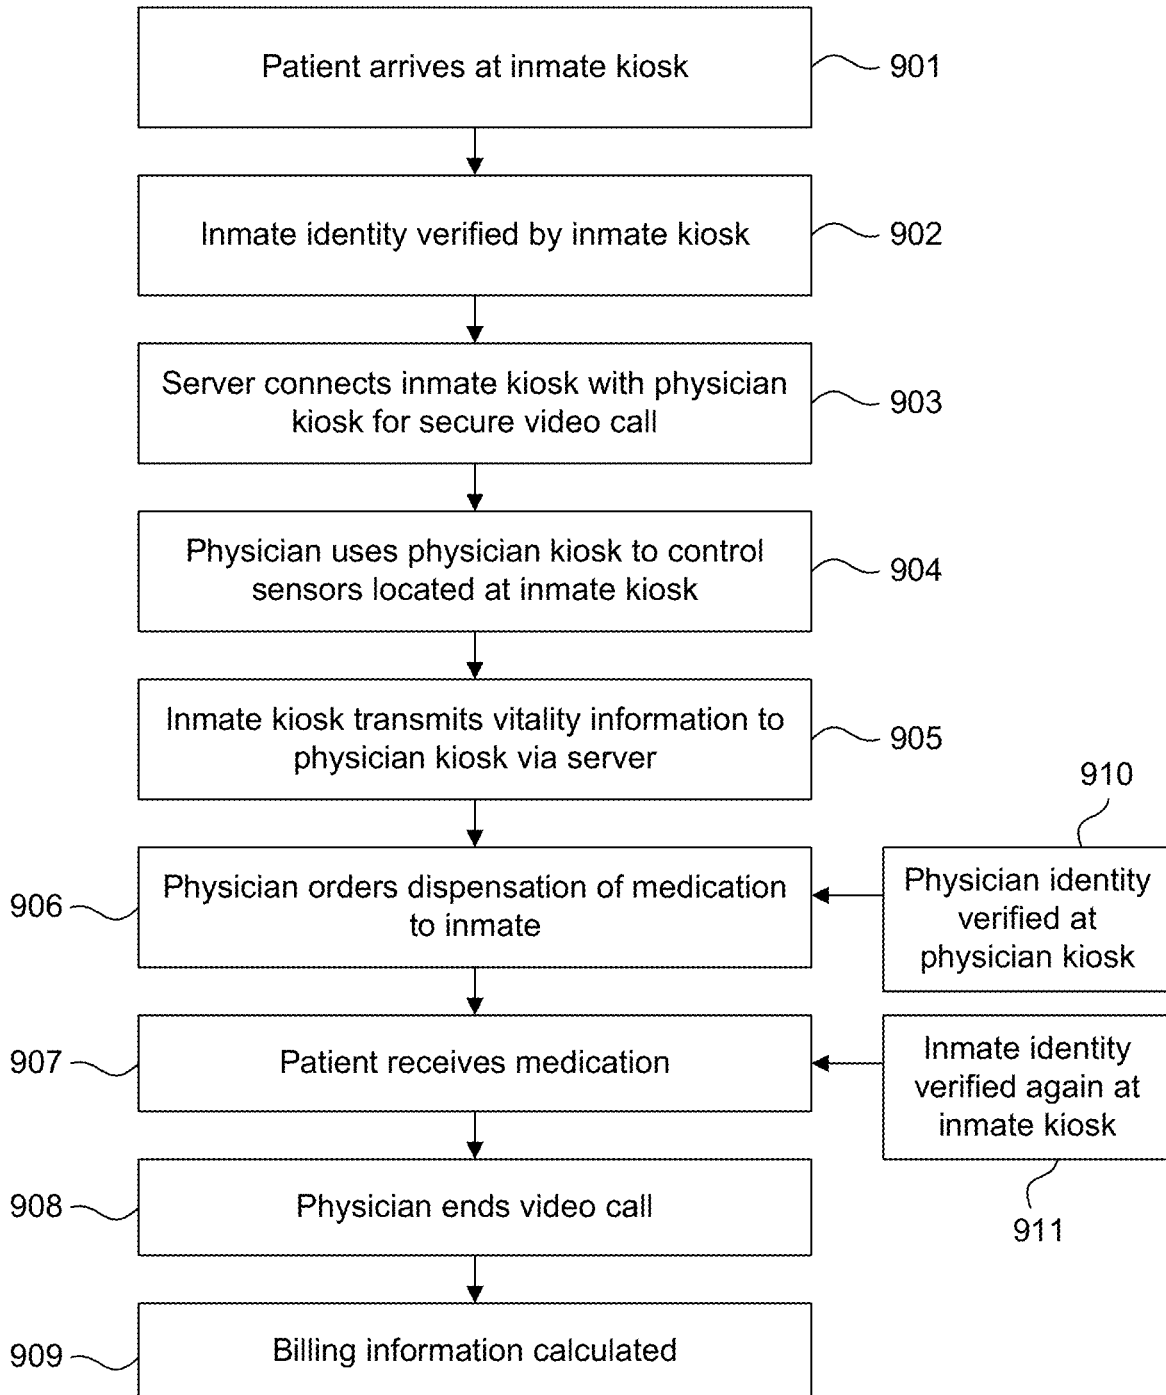 Patient arrives at inmate kiosk
901
Inmate identity verified by inmate kiosk
902
Server connects inmate kiosk with physician
kiosk for secure video call
903
Physician uses physician kiosk to control
sensors located at inmate kiosk
904
Inmate kiosk transmits vitality information to
physician kiosk via server
905
906
Physician orders dispensation of medication
to inmate
910
Physician identity
verified at
physician kiosk
907
Patient receives medication
Inmate identity
verified again at
inmate kiosk
911
908
Physician ends video call
909
Billing information calculated